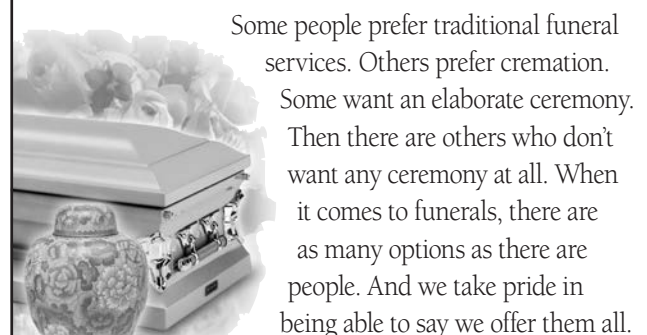 Some people prefer traditional funeral
services. Others prefer cremation.
Some want an elaborate ceremony.
Then there are others who don't
want any ceremony at all. When
it comes to funerals, there are
as many options as there are
people. And we take pride in
being able to say we offer them all.